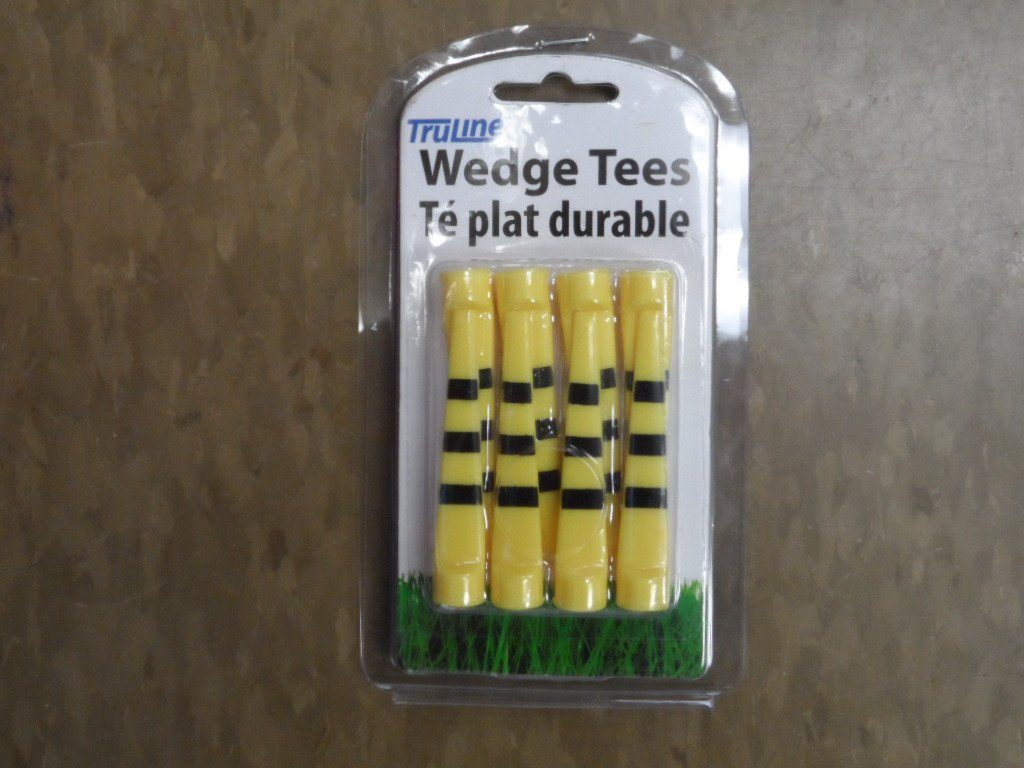 TruLine
Wedge Tees
Té plat durable